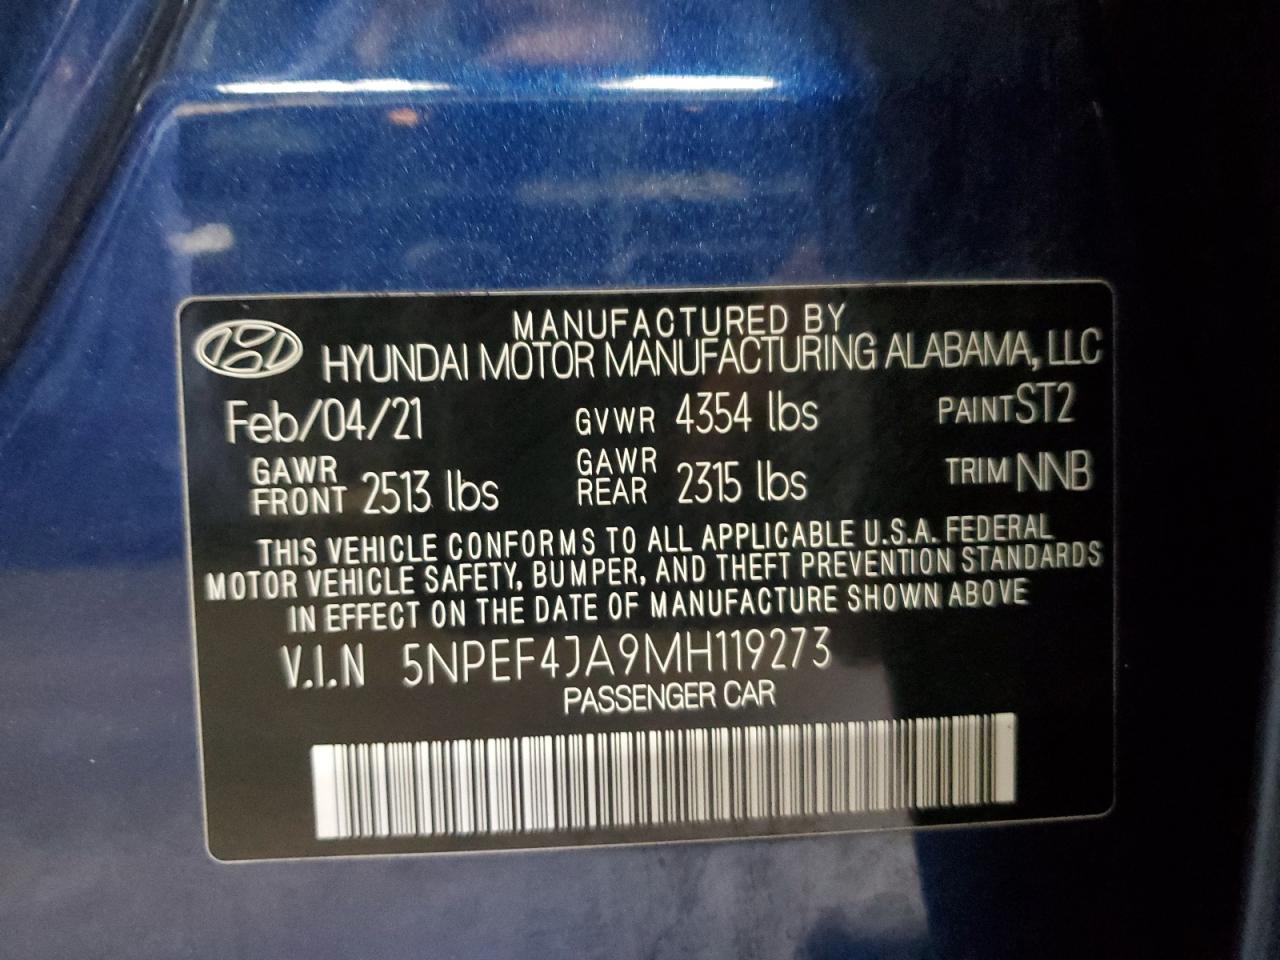 MANUFACTURED BY
HYUNDAI MOTOR MANUFACTURING ALABAMA, LLC
Feb/04/21 GVWR 4354 lbs PAINT ST2
GAWR FRONT 2513 lbs GAWR REAR 2315 lbs TRIM NNB
THIS VEHICLE CONFORMS TO ALL APPLICABLE U.S.A. FEDERAL
MOTOR VEHICLE SAFETY, BUMPER, AND THEFT PREVENTION STANDARDS
IN EFFECT ON THE DATE OF MANUFACTURE SHOWN ABOVE
V.I.N 5NPEF4JA9MH119273
PASSENGER CAR